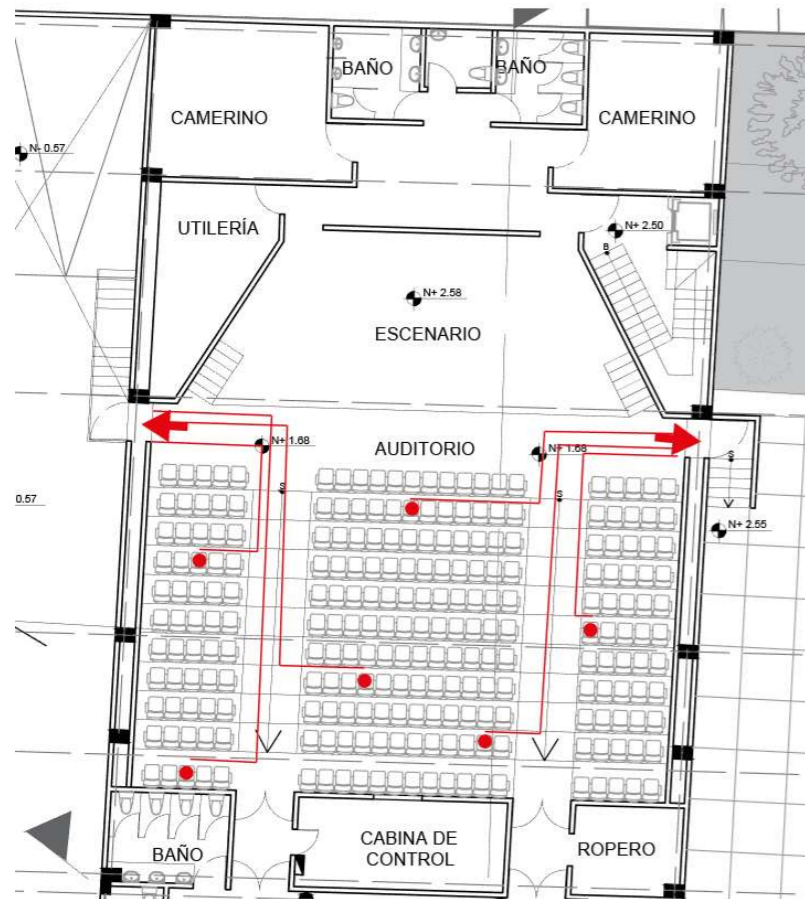 BAÑO
BAÑO
CAMERINO
CAMERINO
N- 0.57
UTILERÍA
N+ 2.50
B
N+ 2.58
ESCENARIO
N+ 1.68
AUDITORIO
N+ 1.68
S
S
S
0.57
N+ 2.55
BAÑO
CABINA DE
CONTROL
ROPERO